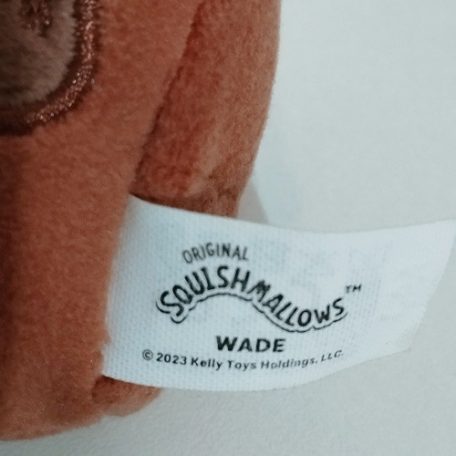 ORIGINAL
SQUISHMALLOWS™
WADE
©2023 Kelly Toys Holdings, LLC.